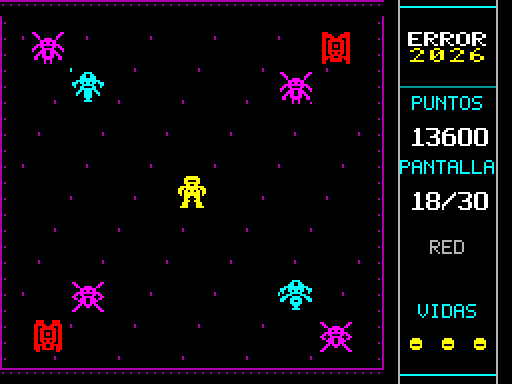 ERROR
2026
PUNTOS
13600
PANTALLA
18/30
RED
VIDAS